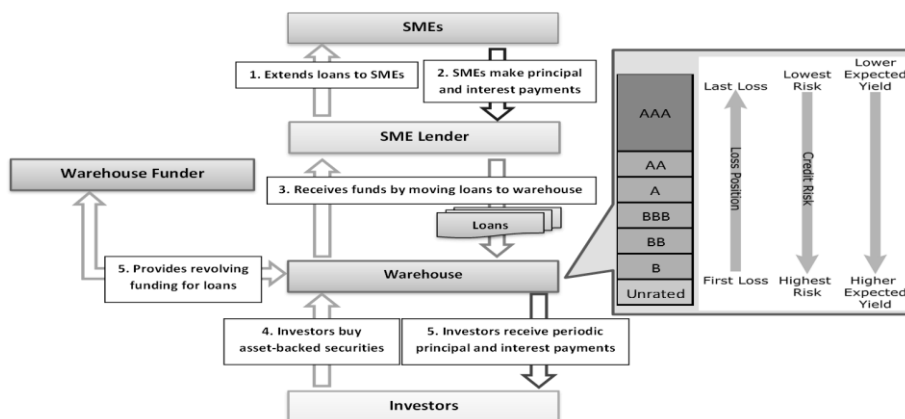 SMEs
1. Extends loans to SMEs
2. SMEs make principal
and interest payments
SME Lender
Warehouse Funder
3. Receives funds by moving loans to warehouse
Loans
5. Provides revolving
funding for loans
Warehouse
4. Investors buy
asset-backed securities
5. Investors receive periodic
principal and interest payments
Investors
AAA
AA
A
BBB
BB
B
Unrated
Last Loss
Loss Position
First Loss
Lowest
Risk
Credit Risk
Highest
Risk
Lower
Expected
Yield
Higher
Expected
Yield